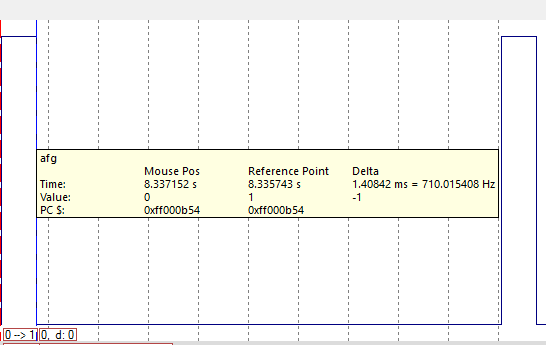 afg
Mouse Pos Reference Point Delta
Time: 8.337152 s 8.335743 s 1.40842 ms = 710.015408 Hz
Value: 0 1 -1
PC $: 0xff000b54 0xff000b54
0 --> 1 0, d: 0